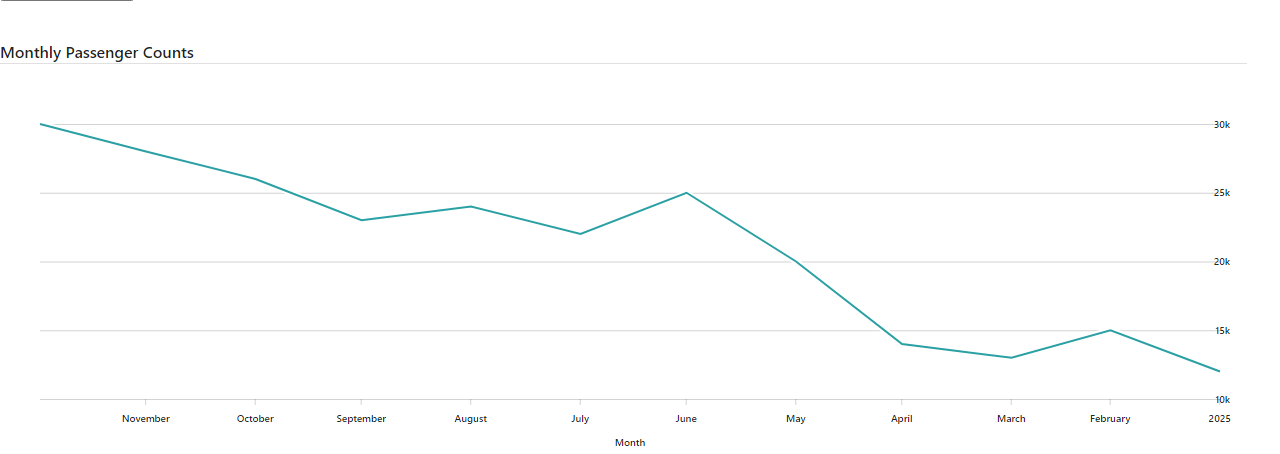 Monthly Passenger Counts
30k
25k
20k
15k
10k
November October September August July June May April March February 2025
Month